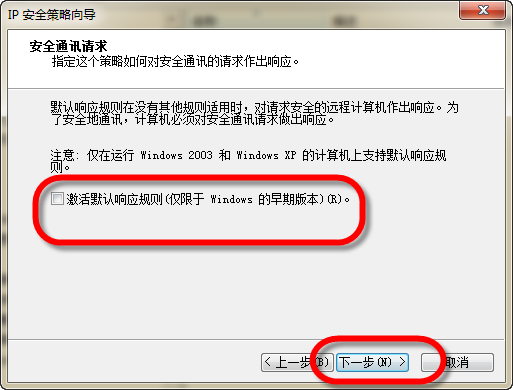 IP 安全策略向导
安全通讯请求
指定这个策略如何对安全通讯的请求作出响应。
默认响应规则在没有其他规则适用时，对请求安全的远程计算机作出响应。为
了安全地通讯，计算机必须对安全通讯请求做出响应。
注意: 仅在运行 Windows 2003 和 Windows XP 的计算机上支持默认响应规
则。
激活默认响应规则(仅限于 Windows 的早期版本)(R)。
< 上一步(B) 下一步(N) > 取消